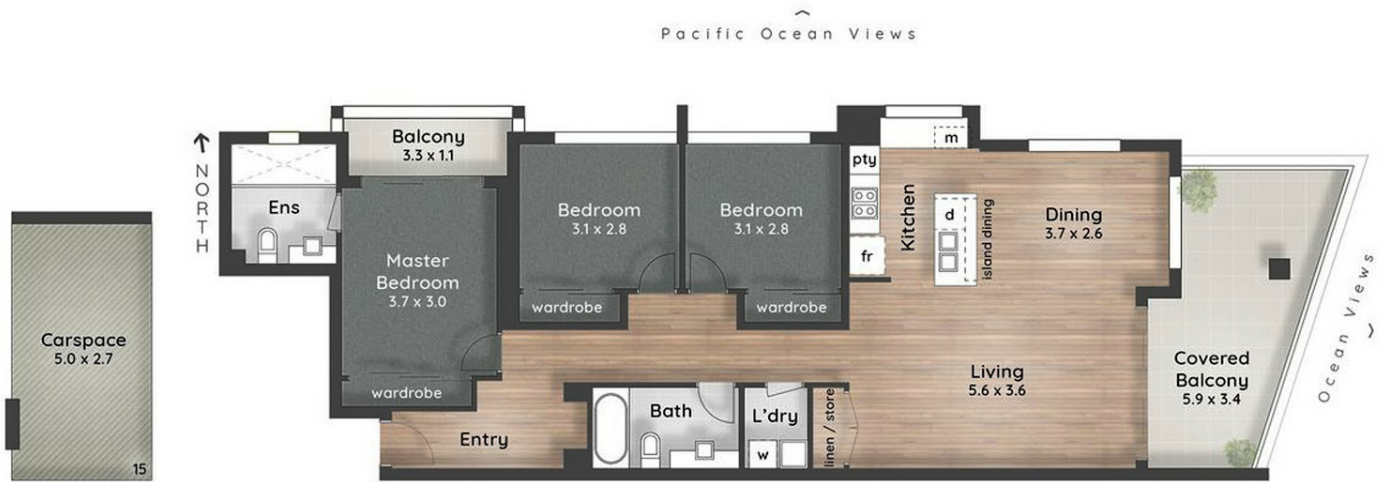 Pacific Ocean Views
NORTH
Balcony
3.3 x 1.1
Ens
Master
Bedroom
3.7 x 3.0
wardrobe
Bedroom
3.1 x 2.8
wardrobe
Bedroom
3.1 x 2.8
wardrobe
pty
m
fr
Kitchen
d
island dining
Dining
3.7 x 2.6
Carspace
5.0 x 2.7
15
Entry
Bath
L'dry
w
linen / store
Living
5.6 x 3.6
Covered
Balcony
5.9 x 3.4
Ocean Views